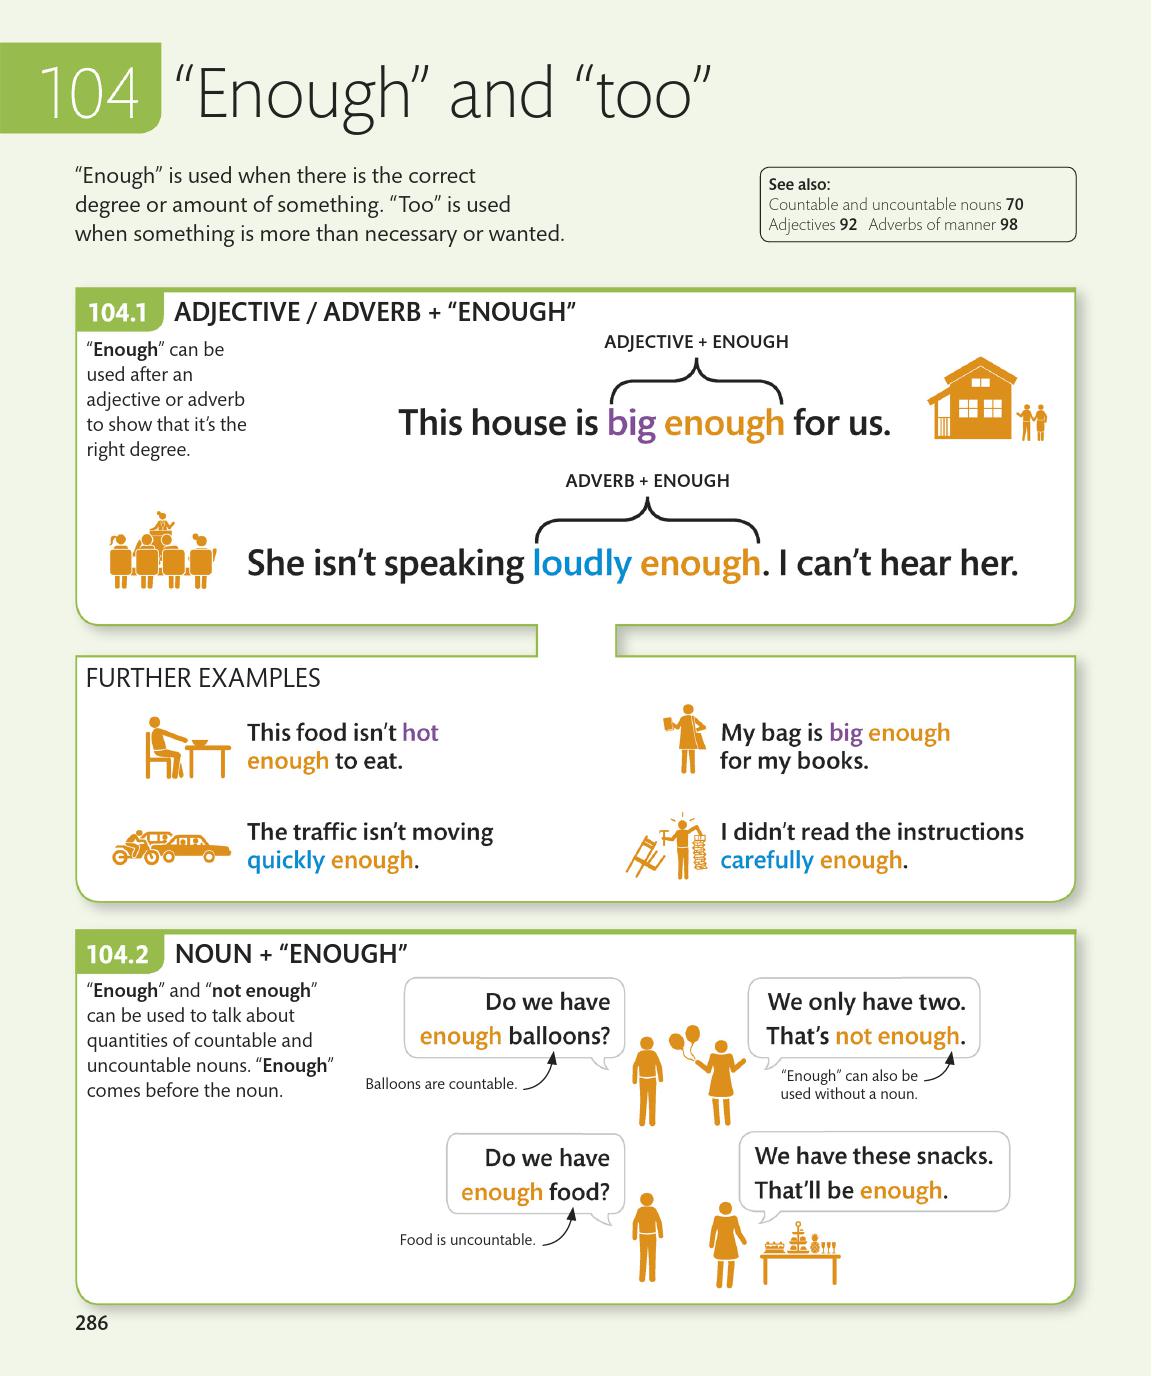 104 “Enough” and “too”
“Enough” is used when there is the correct
degree or amount of something. “Too” is used
when something is more than necessary or wanted.
See also:
Countable and uncountable nouns 70
Adjectives 92 Adverbs of manner 98
104.1 ADJECTIVE / ADVERB + “ENOUGH”
“Enough” can be
used after an
adjective or adverb
to show that it’s the
right degree.
ADJECTIVE + ENOUGH
This house is big enough for us.
ADVERB + ENOUGH
She isn’t speaking loudly enough. I can’t hear her.
FURTHER EXAMPLES
This food isn’t hot
enough to eat.
My bag is big enough
for my books.
The traffic isn’t moving
quickly enough.
I didn’t read the instructions
carefully enough.
104.2 NOUN + “ENOUGH”
“Enough” and “not enough”
can be used to talk about
quantities of countable and
uncountable nouns. “Enough”
comes before the noun.
Do we have
enough balloons?
Balloons are countable.
We only have two.
That’s not enough.
“Enough” can also be
used without a noun.
Do we have
enough food?
Food is uncountable.
We have these snacks.
That’ll be enough.
286